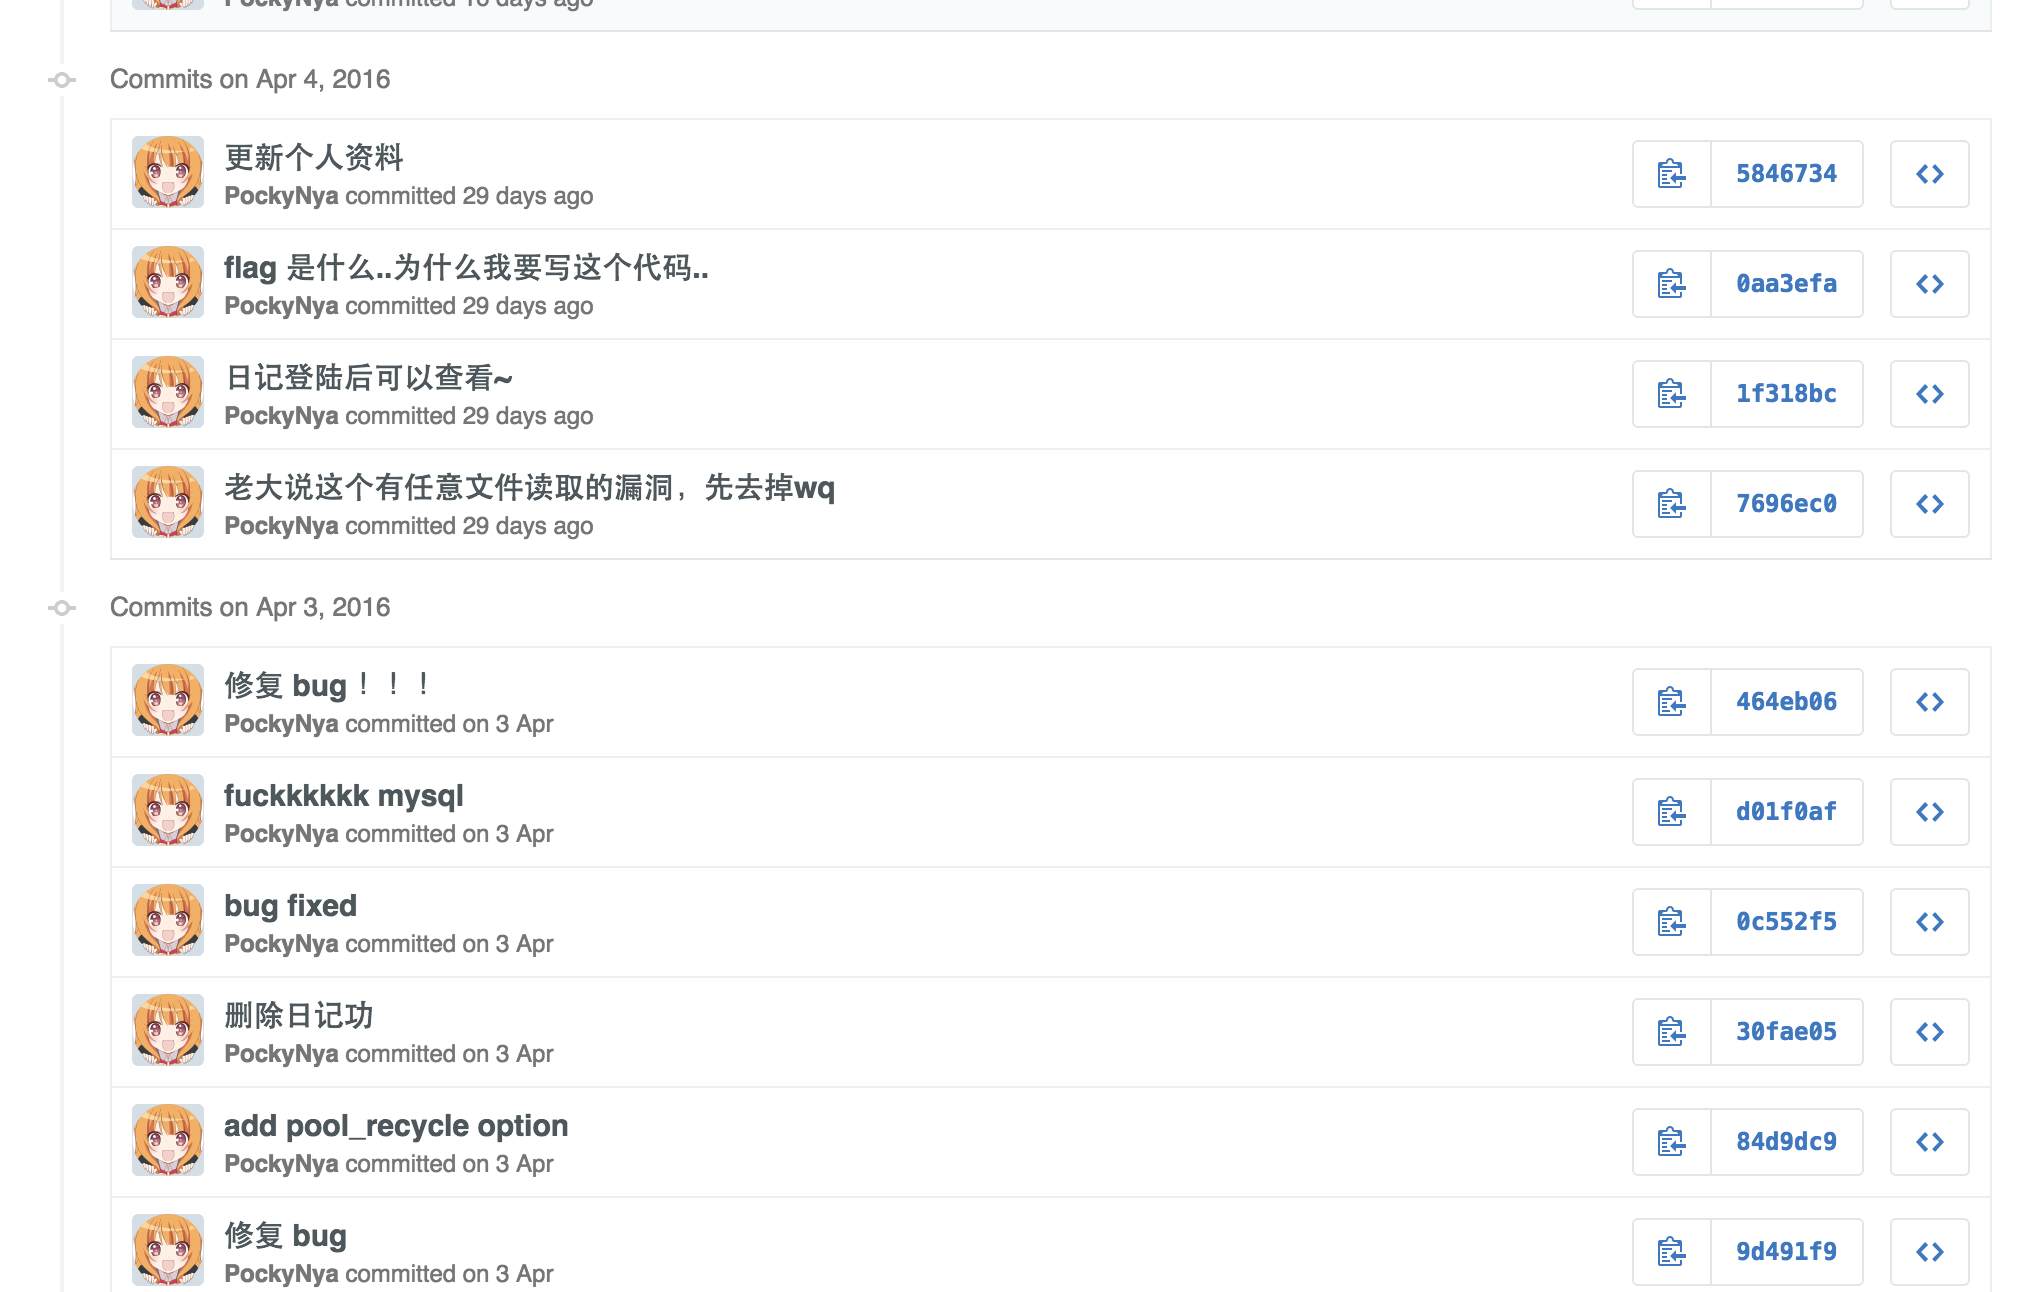 PockyNya committed 16 days ago
Commits on Apr 4, 2016
更新个人资料
PockyNya committed 29 days ago
5846734
flag 是什么..为什么我要写这个代码..
PockyNya committed 29 days ago
0aa3efa
日记登陆后可以查看~
PockyNya committed 29 days ago
1f318bc
老大说这个有任意文件读取的漏洞，先去掉wq
PockyNya committed 29 days ago
7696ec0
Commits on Apr 3, 2016
修复 bug！！！
PockyNya committed on 3 Apr
464eb06
fuckkkkkk mysql
PockyNya committed on 3 Apr
d01f0af
bug fixed
PockyNya committed on 3 Apr
0c552f5
删除日记功
PockyNya committed on 3 Apr
30fae05
add pool_recycle option
PockyNya committed on 3 Apr
84d9dc9
修复 bug
PockyNya committed on 3 Apr
9d491f9